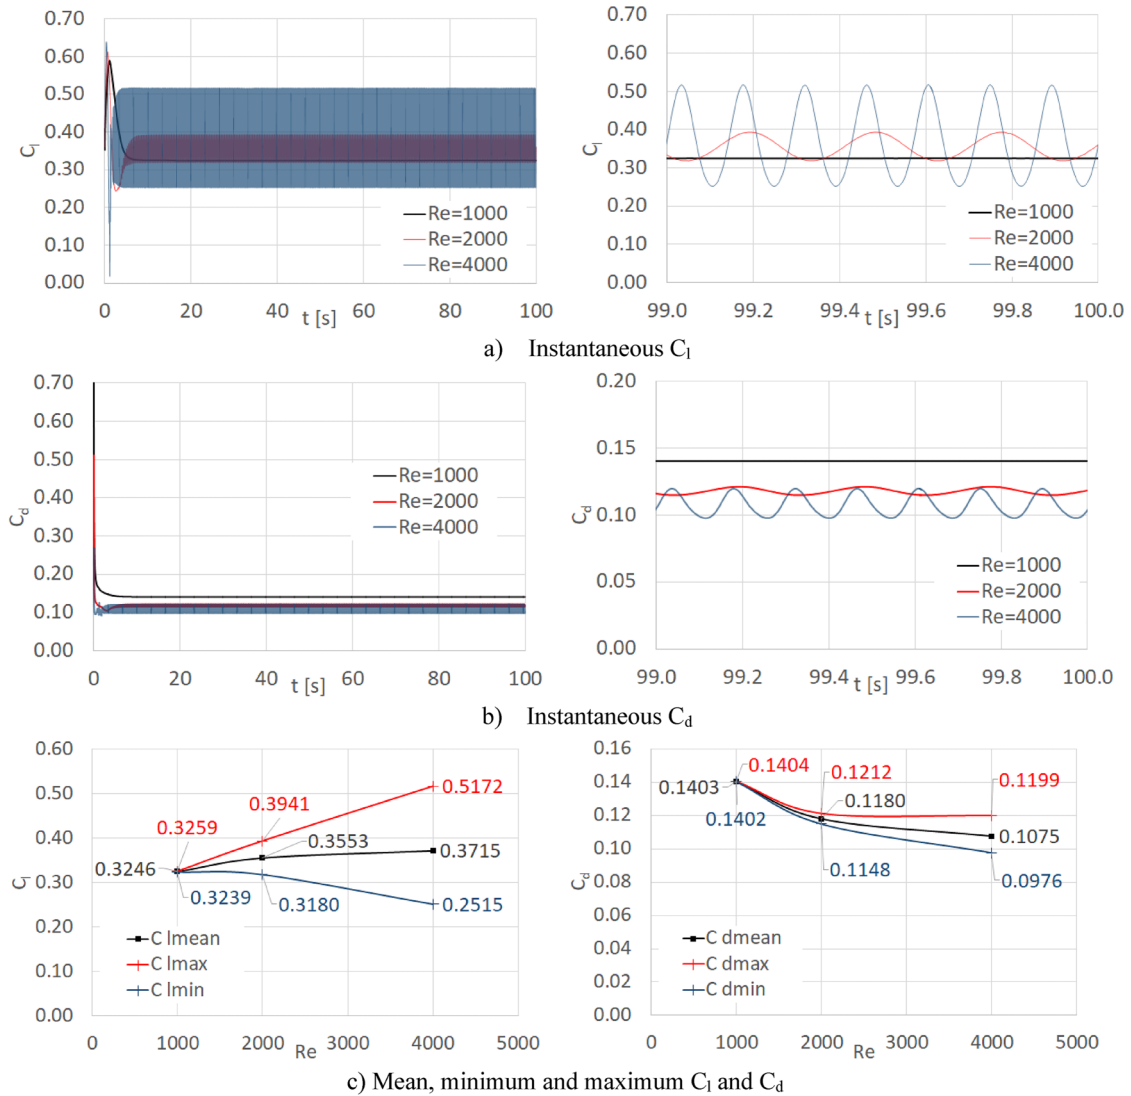 0.70
0.60
0.50
0.40
0.30
0.20
0.10
0.00
Cl
0 20 40 60 80 100
t [s]
Re=1000
Re=2000
Re=4000
0.70
0.60
0.50
0.40
0.30
0.20
0.10
0.00
Cl
99.0 99.2 99.4 99.6 99.8 100.0
t [s]
Re=1000
Re=2000
Re=4000
a) Instantaneous Cl
0.70
0.60
0.50
0.40
0.30
0.20
0.10
0.00
Cd
0 20 40 60 80 100
t [s]
Re=1000
Re=2000
Re=4000
0.20
0.15
0.10
0.05
0.00
Cd
99.0 99.2 99.4 99.6 99.8 100.0
t [s]
Re=1000
Re=2000
Re=4000
b) Instantaneous Cd
0.60
0.50
0.40
0.30
0.20
0.10
0.00
Cl
0.5172
0.3941
0.3259
0.3553
0.3715
0.3246
0.3239
0.3180
0.2515
C lmean
C lmax
C lmin
0 1000 2000 3000 4000 5000
Re
0.16
0.14
0.12
0.10
0.08
0.06
0.04
0.02
0.00
Cd
0.1404
0.1212
0.1199
0.1403
0.1180
0.1402
0.1075
0.1148
0.0976
C dmean
C dmax
C dmin
0 1000 2000 3000 4000 5000
Re
c) Mean, minimum and maximum Cl and Cd